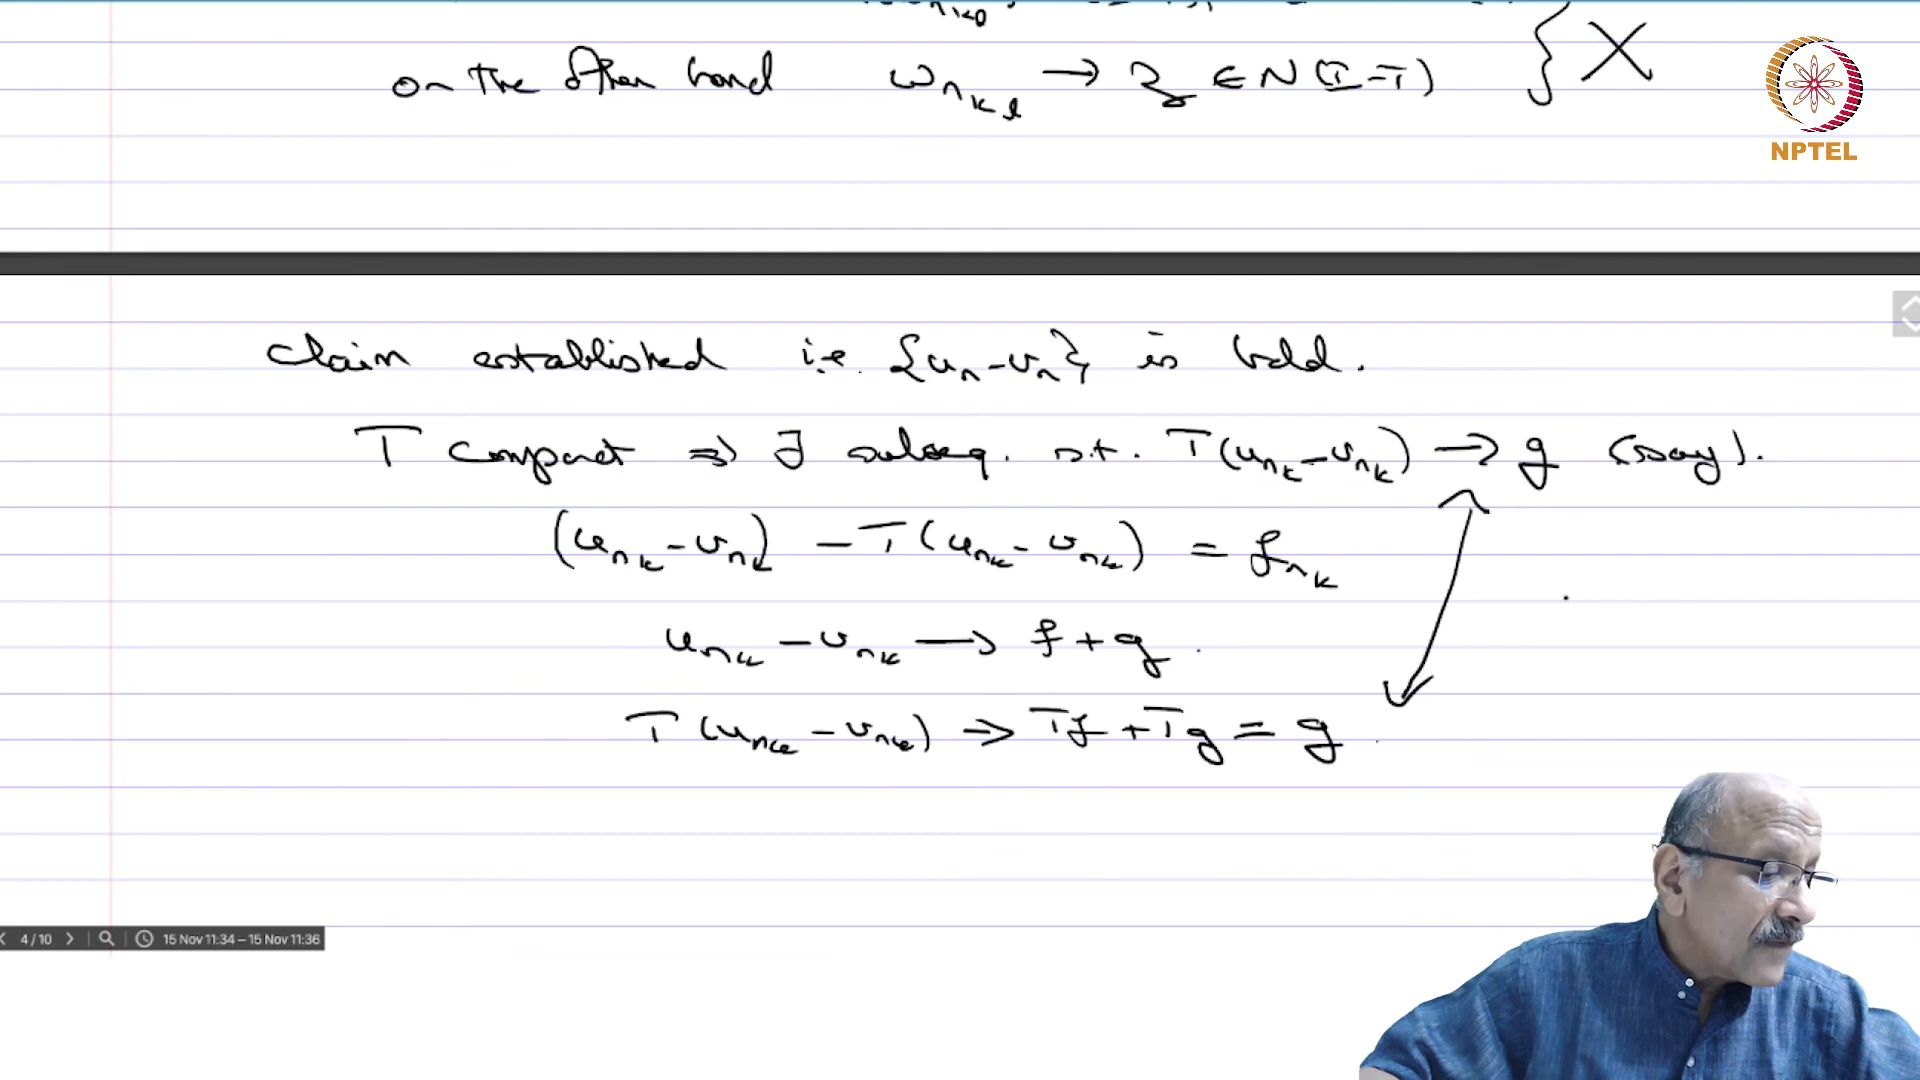 on the other hand w_{n_{k_l}} → z ∈ N(I-T) } X
NPTEL
Claim established i.e. {u_n - v_n} is bdd.
T compact ⇒ ∃ subseq. s.t. T(u_{n_k} - v_{n_k}) → g (say).
(u_{n_k} - v_{n_k}) - T(u_{n_k} - v_{n_k}) = f_{n_k}
u_{n_k} - v_{n_k} → f + g.
T(u_{n_k} - v_{n_k}) → Tf + Tg = g.
4/10 15 Nov 11:34 – 15 Nov 11:36